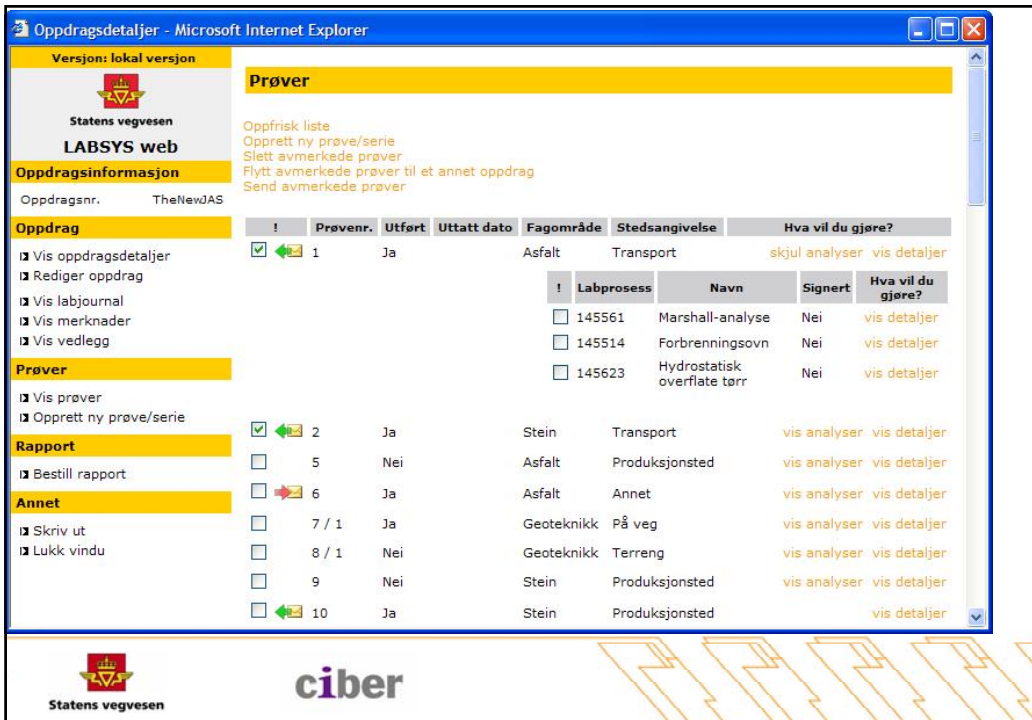 Oppdragsdetaljer - Microsoft Internet Explorer
Versjon: lokal versjon
Statens vegvesen
LABSYS web
Oppdragsinformasjon
Oppdragsnr. TheNewJAS
Oppdrag
Vis oppdragsdetaljer
Rediger oppdrag
Vis labjournal
Vis merknader
Vis vedlegg
Prøver
Vis prøver
Opprett ny prøve/serie
Rapport
Bestill rapport
Annet
Skriv ut
Lukk vindu
Prøver
Oppfrisk liste
Opprett ny prøve/serie
Slett avmerkede prøver
Flytt avmerkede prøver til et annet oppdrag
Send avmerkede prøver
! Prøvenr. Utført Uttatt dato Fagområde Stedsangivelse Hva vil du gjøre?
1 Ja Asfalt Transport skjul analyser vis detaljer
! Labprosess Navn Signert Hva vil du
gjøre?
145561 Marshall-analyse Nei vis detaljer
145514 Forbrenningsovn Nei vis detaljer
145623 Hydrostatisk
overflate tørr Nei vis detaljer
2 Ja Stein Transport vis analyser vis detaljer
5 Nei Asfalt Produksjonsted vis analyser vis detaljer
6 Ja Asfalt Annet vis analyser vis detaljer
7 / 1 Ja Geoteknikk På veg vis analyser vis detaljer
8 / 1 Nei Geoteknikk Terreng vis analyser vis detaljer
9 Nei Stein Produksjonsted vis analyser vis detaljer
10 Ja Stein Produksjonsted vis detaljer
Statens vegvesen
ciber